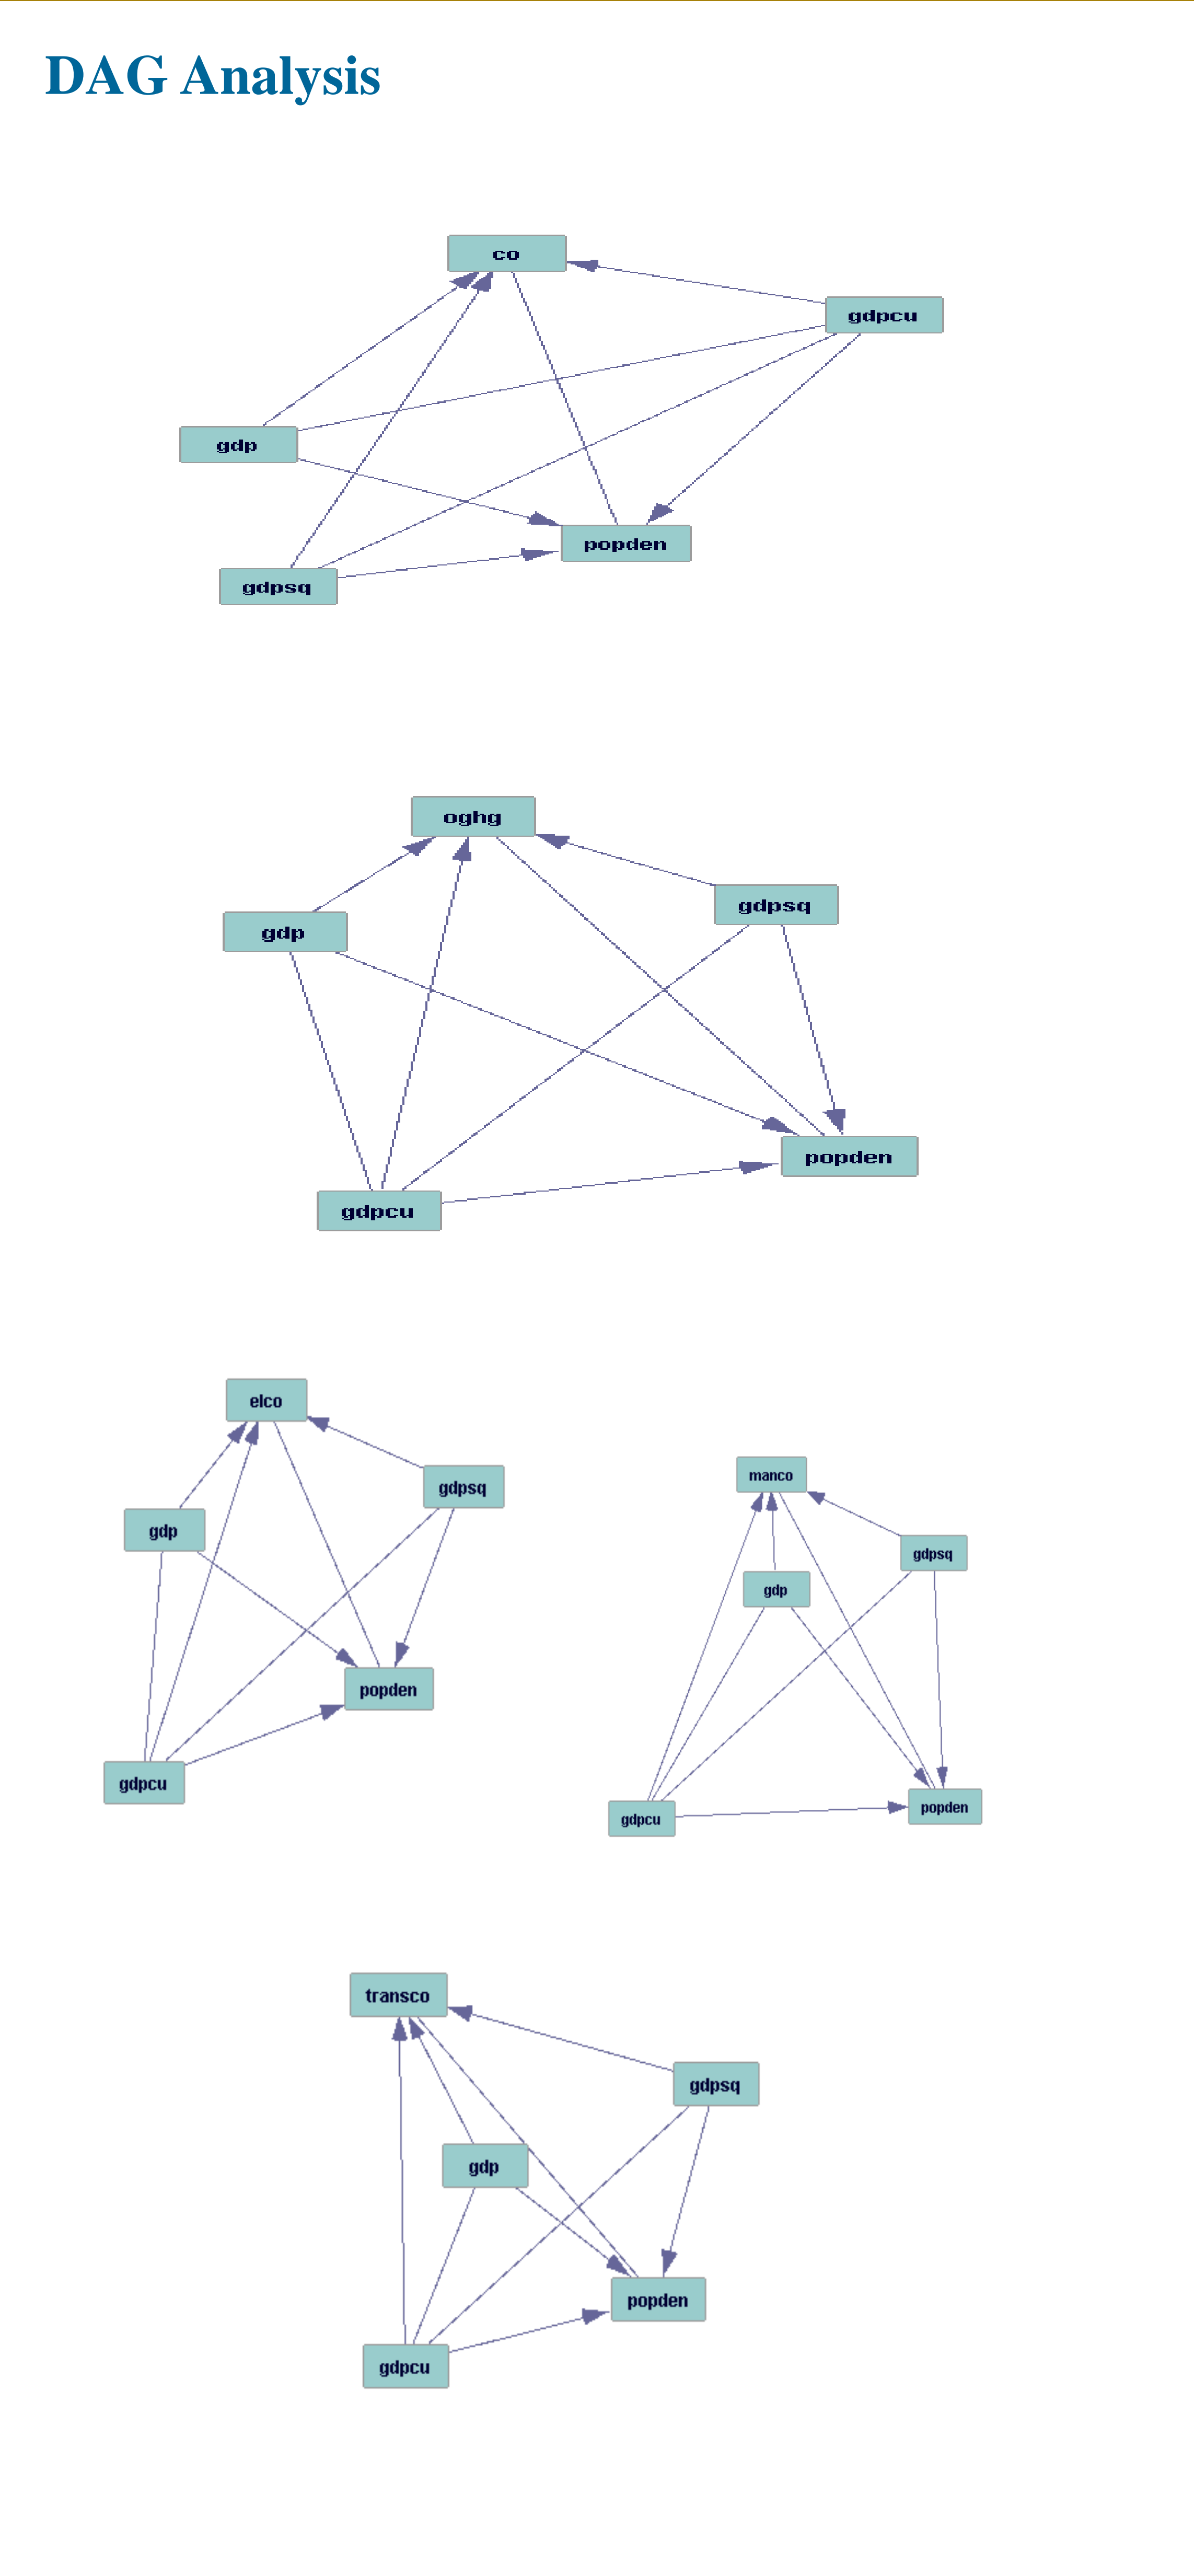 DAG Analysis
co
gdpcu
gdp
popden
gdpsq
oghg
gdpsq
gdp
popden
gdpcu
elco
gdpsq
gdp
popden
gdpcu
manco
gdpsq
gdp
popden
gdpcu
transco
gdpsq
gdp
popden
gdpcu